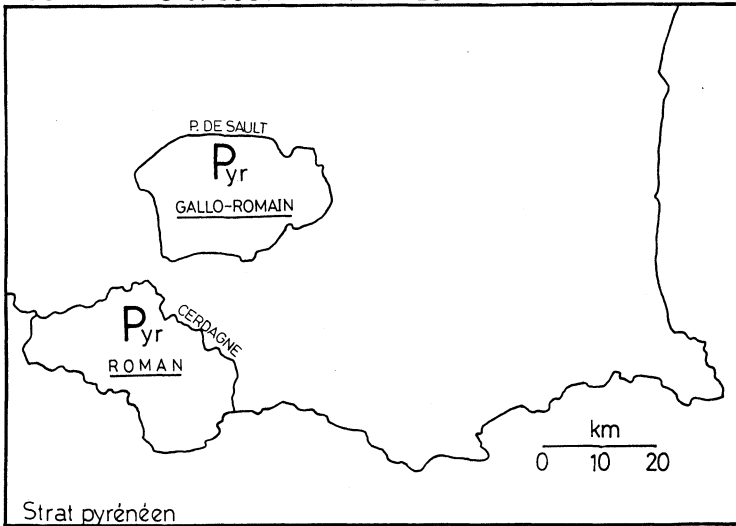 P. DE SAULT
Pyr
GALLO-ROMAIN
CERDAGNE
Pyr
ROMAN
km
0 10 20
Strat pyrénéen